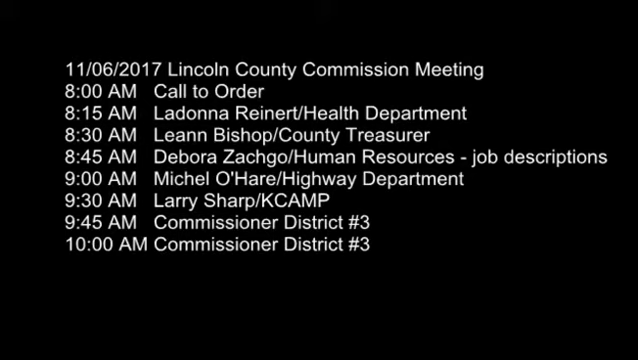 11/06/2017 Lincoln County Commission Meeting
8:00 AM Call to Order
8:15 AM Ladonna Reinert/Health Department
8:30 AM Leann Bishop/County Treasurer
8:45 AM Debora Zachgo/Human Resources - job descriptions
9:00 AM Michel O'Hare/Highway Department
9:30 AM Larry Sharp/KCAMP
9:45 AM Commissioner District #3
10:00 AM Commissioner District #3